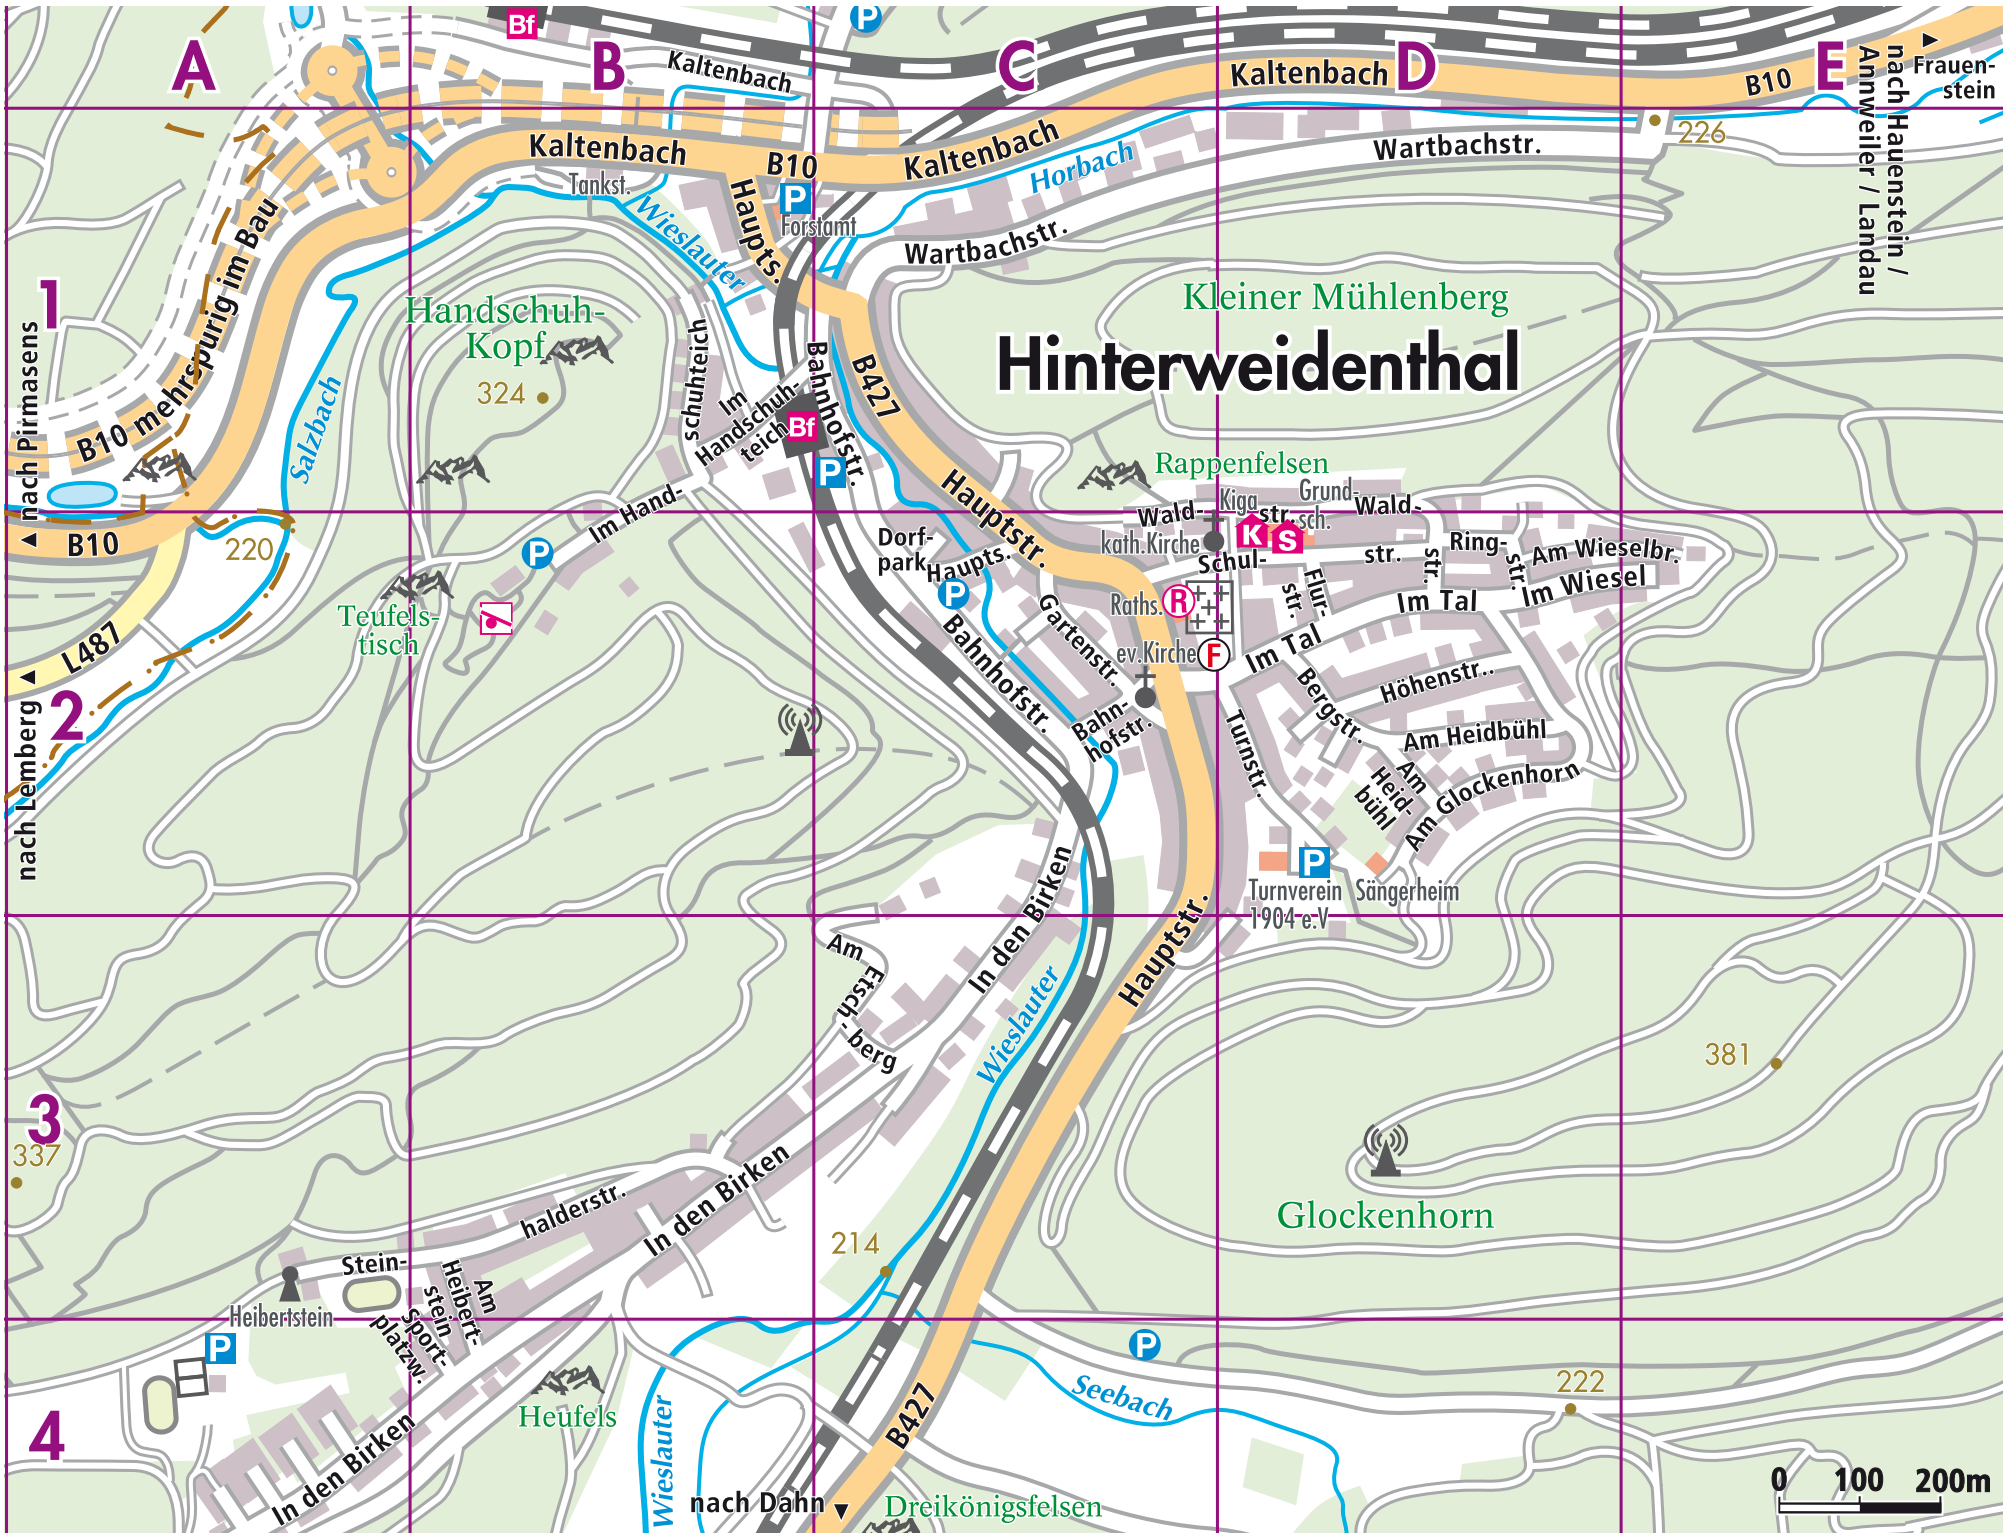 A
B
C
D
E
Bf
P
Kaltenbach
Kaltenbach
B10
Frauen-
stein
nach Hauenstein /
Annweiler / Landau
Kaltenbach
B10
Kaltenbach
Horbach
Wartbachstr.
226
Tankst.
P
Forstamt
Haupts.
Wieslauter
Wartbachstr.
1
B10 mehrspurig im Bau
nach Pirmasens
Handschuh-
Kopf
324
Salzbach
schuhteich
Im
Handschuh-
teich
Bf
P
Bahnhofstr.
B427
Kleiner Mühlenberg
Hinterweidenthal
Rappenfelsen
Hauptstr.
Wald-
str.
Wald-
str.
Kiga
Grund-
sch.
K
S
kath.Kirche
Schul-
str.
Ring-
str.
Am Wieselbr.
Im Wiesel
Im Tal
Flur-
str.
B10
220
P
Im Hand-
Dorf-
park
Haupts.
P
Raths.
R
ev.Kirche
F
Im Tal
Teufels-
tisch
L487
2
nach Lemberg
Gartenstr.
Bahnhofstr.
Bahn-
hofstr.
Bergstr.
Höhenstr..
Am Heidbühl
Am
Heid-
bühl
Am Glockenhorn
Turnstr.
P
Turnverein
1904 e.V
Sängerheim
In den Birken
Am
Etsch-
-berg
Wieslauter
Hauptstr.
3
337
381
Glockenhorn
214
halderstr.
Stein-
In den Birken
Heibertstein
Am
Heibert-
stein
Sport-
platzw.
P
P
4
Heufels
Wieslauter
Seebach
222
B427
In den Birken
nach Dahn
Dreikönigsfelsen
0 100 200m